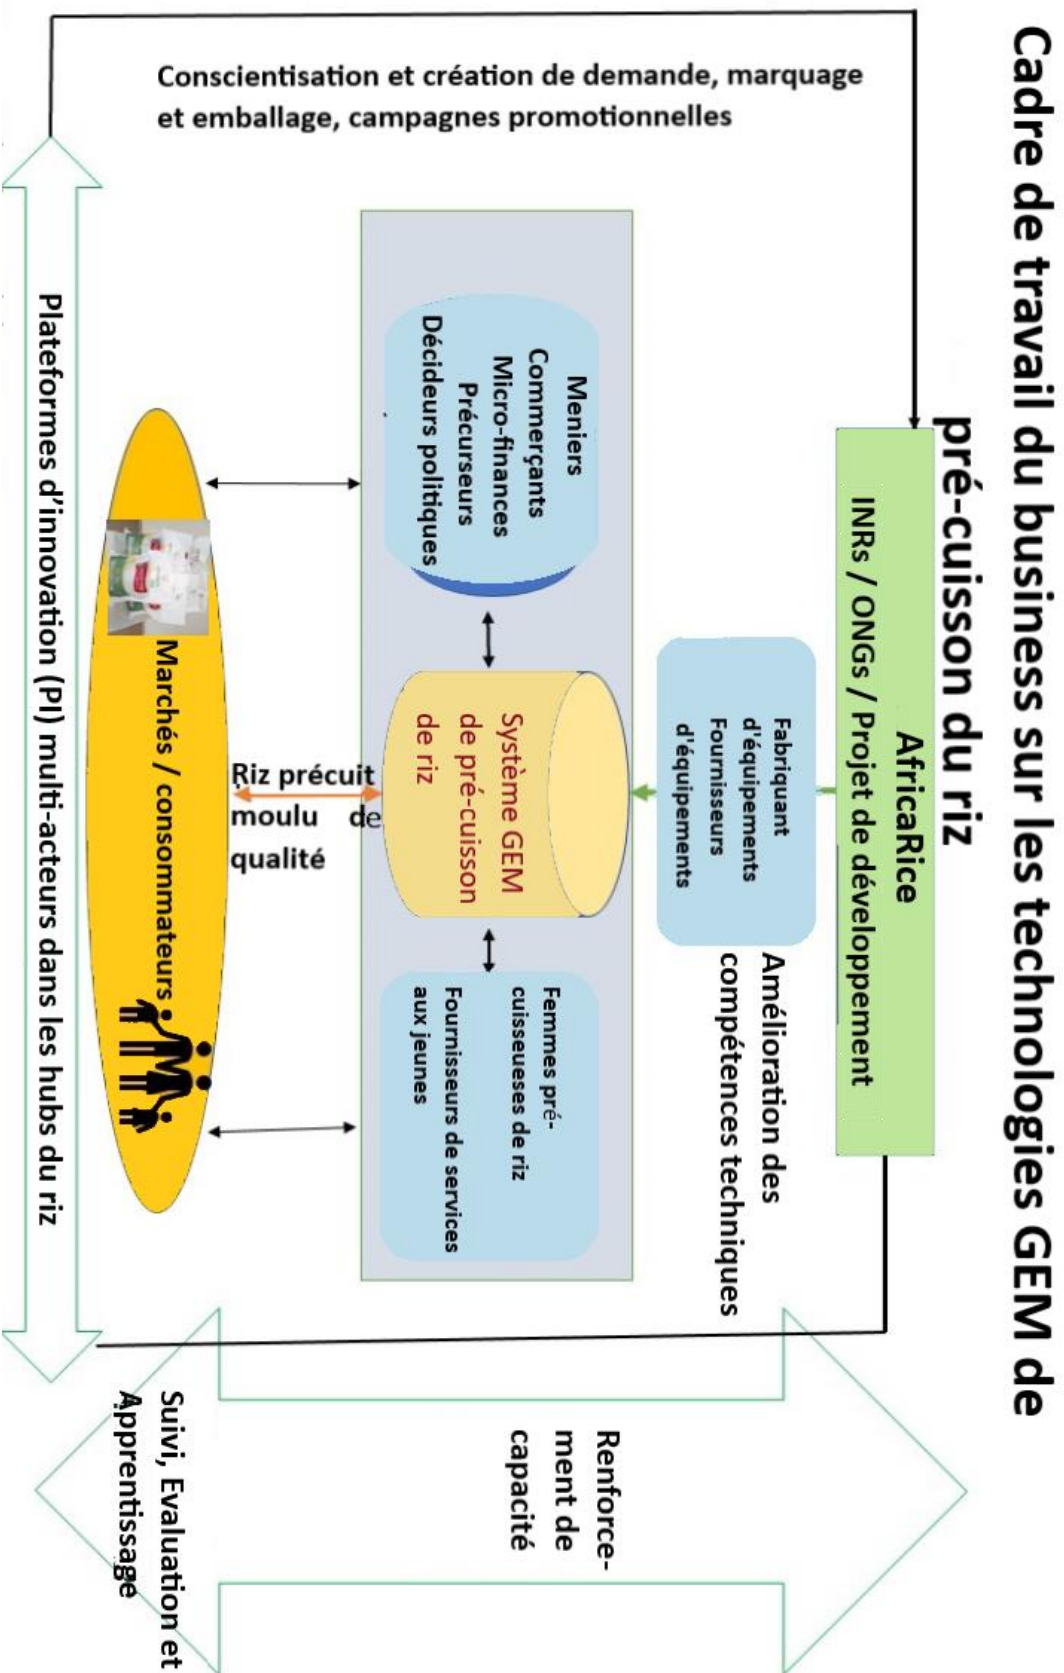 Cadre de travail du business sur les technologies GEM de
pré-cuisson du riz
AfricaRice
INRs / ONGs / Projet de développement
Conscientisation et création de demande, marquage
et emballage, campagnes promotionnelles
Fabriquant
d'équipements
Fournisseurs
d'équipements
Amélioration des
compétences techniques
Meniers
Commerçants
Micro-finances
Précurseurs
Décideurs politiques
Système GEM
de pré-cuisson
de riz
Femmes pré-
cuisseueses de riz
Fournisseurs de services
aux jeunes
Renforce-
ment de
capacité
Riz précuit
moulu de
qualité
Marchés / consommateurs
Suivi, Evaluation et
Apprentissage
Plateformes d'innovation (PI) multi-acteurs dans les hubs du riz